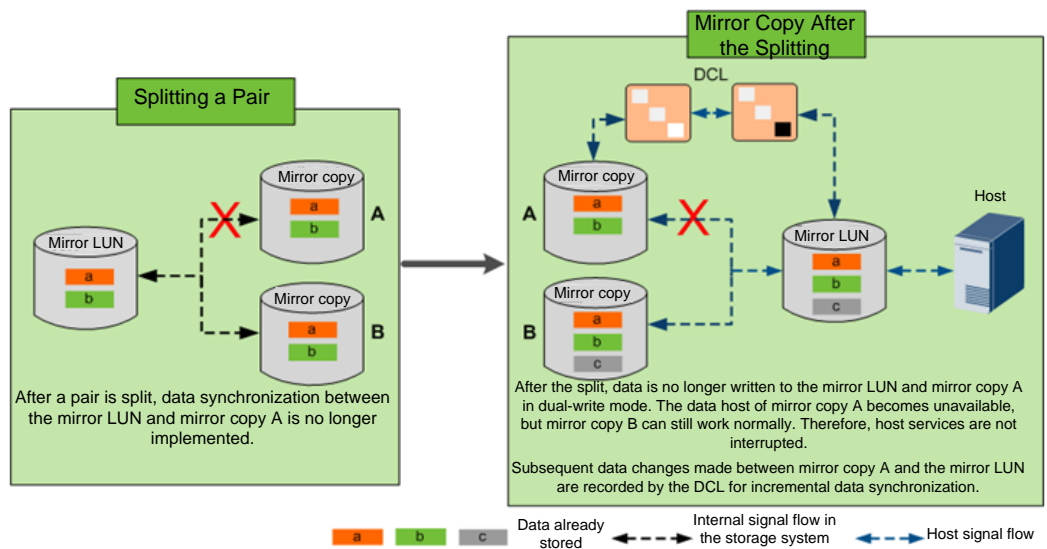 Splitting a Pair
Mirror copy
a
b
A
Mirror LUN
a
b
Mirror copy
a
b
B
After a pair is split, data synchronization between
the mirror LUN and mirror copy A is no longer
implemented.
Mirror Copy After
the Splitting
DCL
Mirror copy
a
b
A
Host
Mirror LUN
a
b
c
Mirror copy
a
b
c
B
After the split, data is no longer written to the mirror LUN and mirror copy A
in dual-write mode. The data host of mirror copy A becomes unavailable,
but mirror copy B can still work normally. Therefore, host services are not
interrupted.
Subsequent data changes made between mirror copy A and the mirror LUN
are recorded by the DCL for incremental data synchronization.
a
b
c
Data already
stored
Internal signal flow in
the storage system
Host signal flow